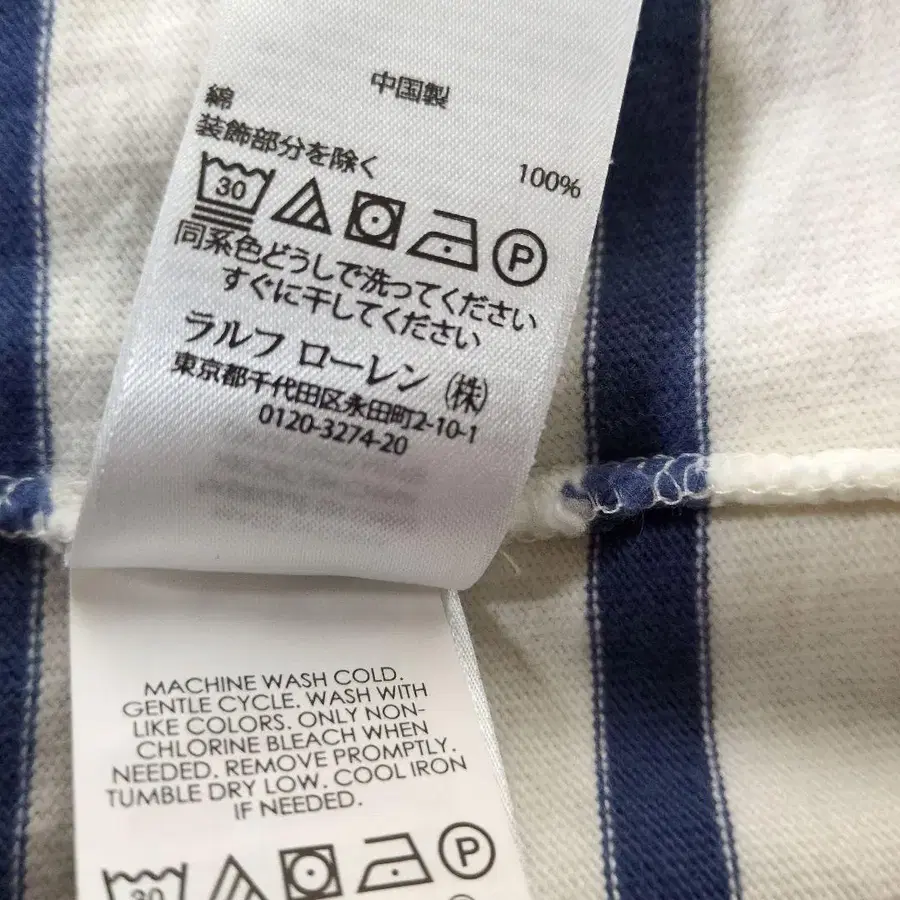 中国製
綿 100%
装飾部分を除く
30 P
同系色どうしで洗ってください
すぐに干してください
ラルフ ローレン (株)
東京都千代田区永田町2-10-1
0120-3274-20
MACHINE WASH COLD.
GENTLE CYCLE. WASH WITH
LIKE COLORS. ONLY NON-
CHLORINE BLEACH WHEN
NEEDED. REMOVE PROMPTLY.
TUMBLE DRY LOW. COOL IRON
IF NEEDED.
30 P